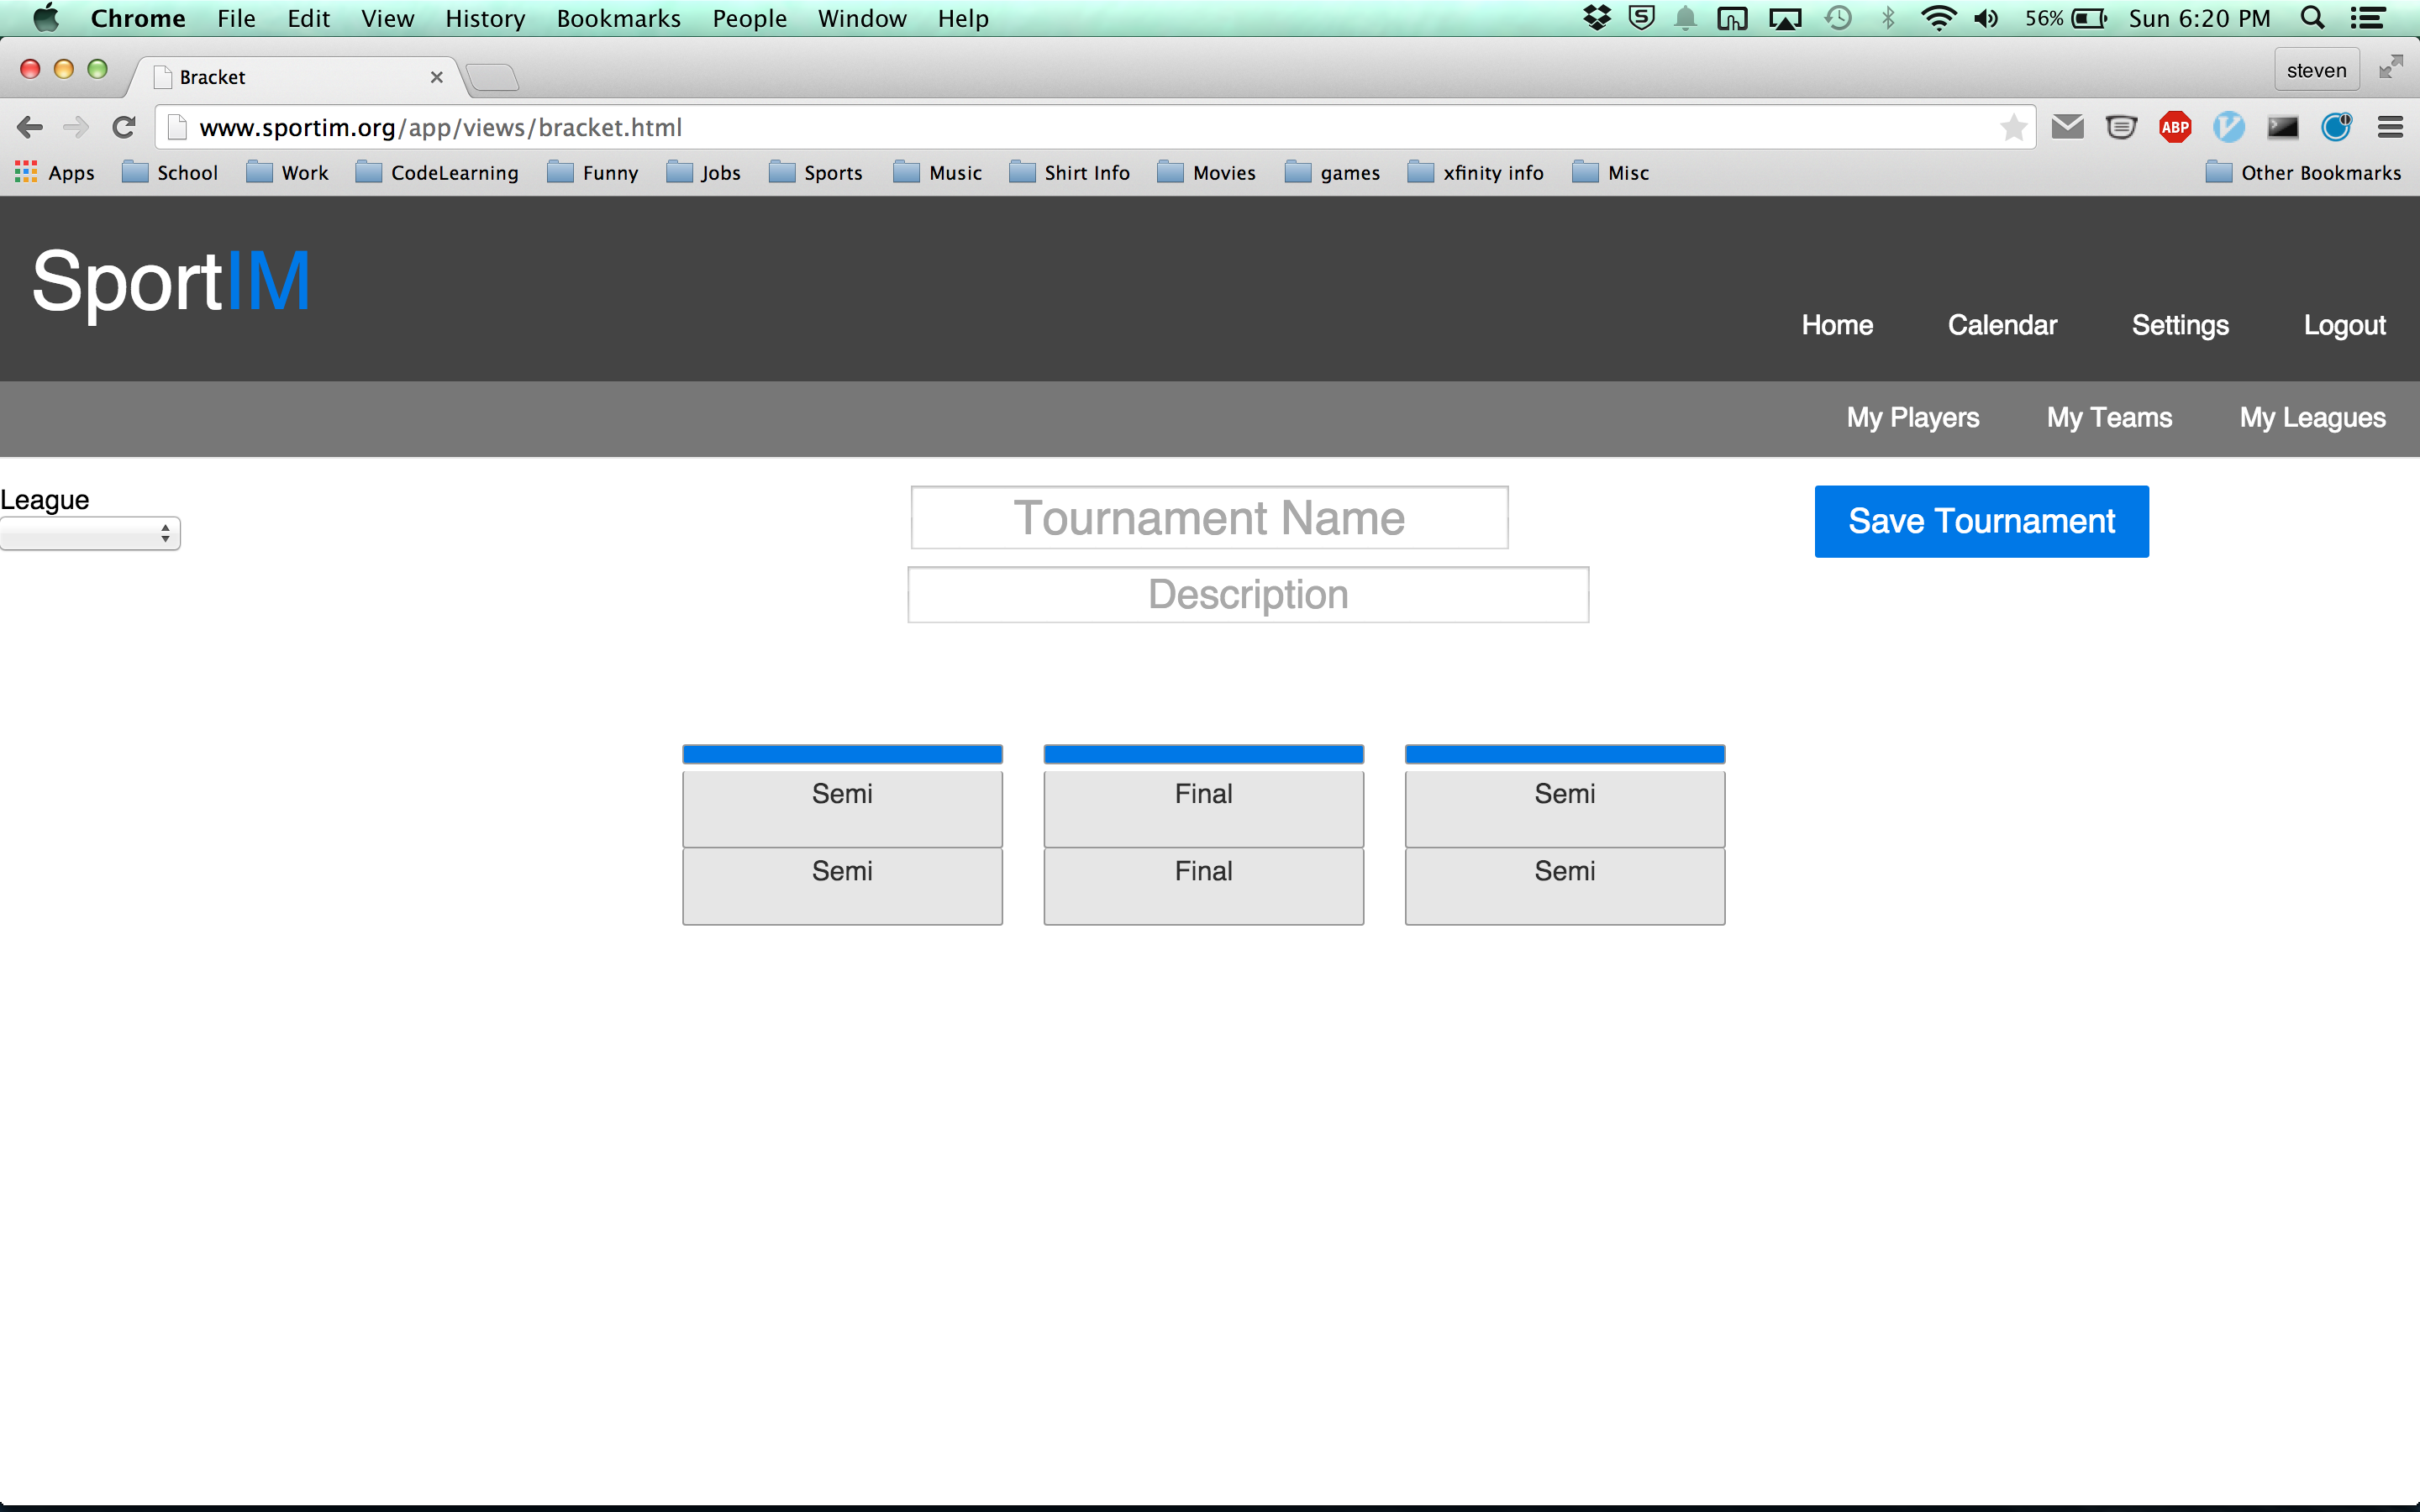 Chrome File Edit View History Bookmarks People Window Help 56% Sun 6:20 PM
Bracket steven
www.sportim.org/app/views/bracket.html ABP
Apps School Work CodeLearning Funny Jobs Sports Music Shirt Info Movies games xfinity info Misc Other Bookmarks
SportIM
Home Calendar Settings Logout
My Players My Teams My Leagues
League
Tournament Name
Save Tournament
Description
Semi Final Semi
Semi Final Semi